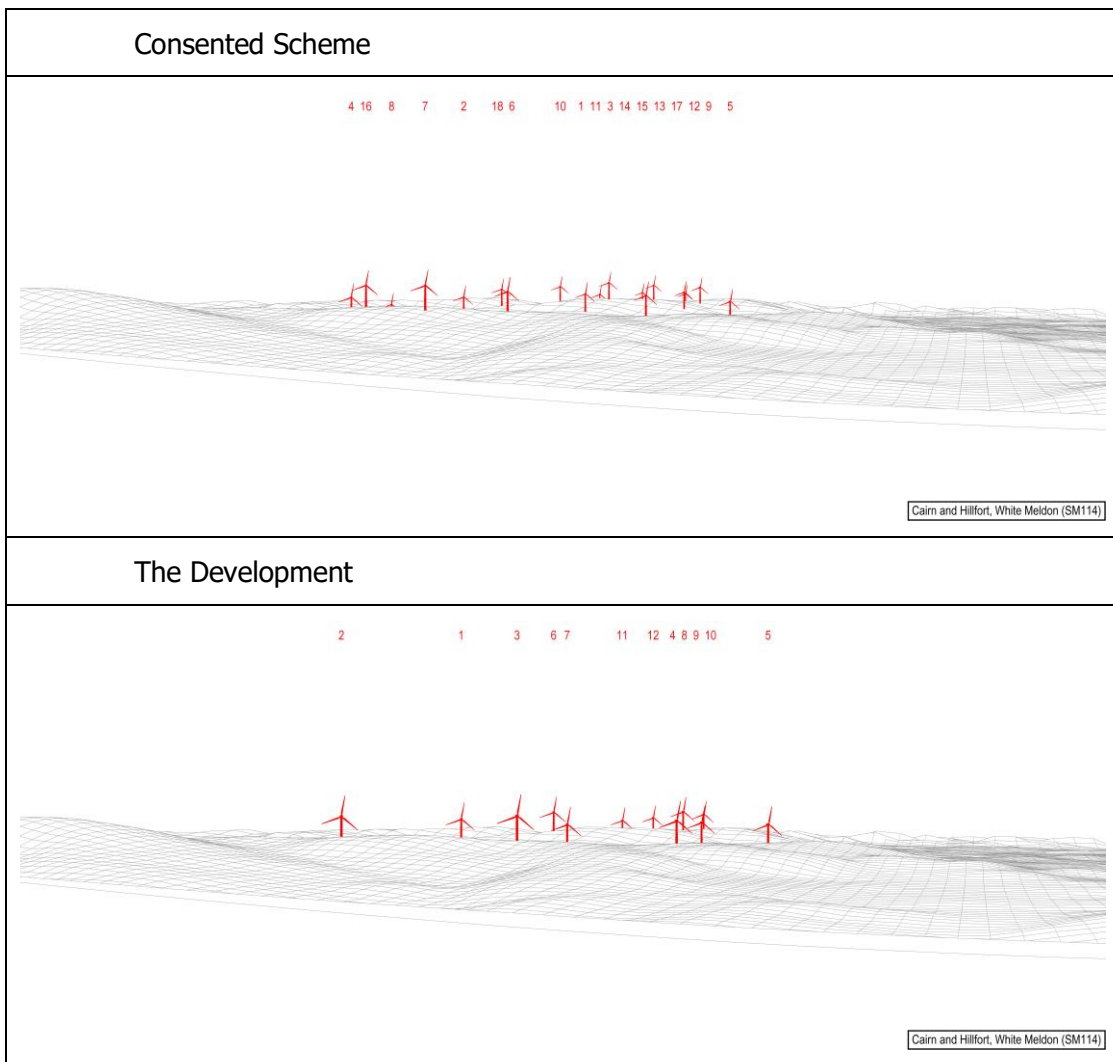 Consented Scheme
4 16 8 7 2 18 6 10 1 11 3 14 15 13 17 12 9 5
Cairn and Hillfort, White Meldon (SM114)
The Development
2 1 3 6 7 11 12 4 8 9 10 5
Cairn and Hillfort, White Meldon (SM114)